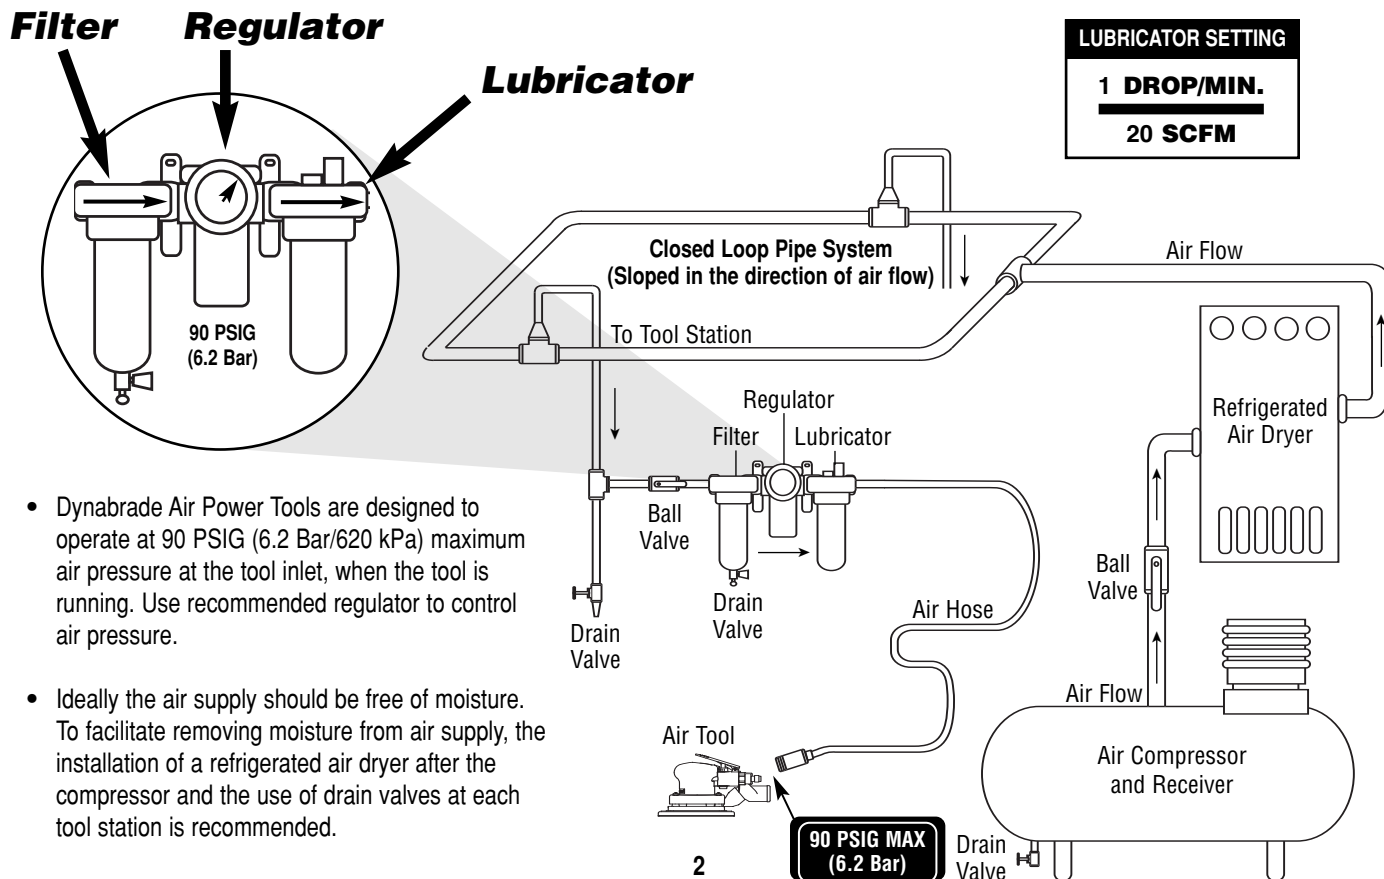 Filter
Regulator
Lubricator
LUBRICATOR SETTING
1 DROP/MIN.
20 SCFM
90 PSIG
(6.2 Bar)
Closed Loop Pipe System
(Sloped in the direction of air flow)
Air Flow
To Tool Station
Refrigerated
Air Dryer
Regulator
Filter
Lubricator
Ball
Valve
Drain
Valve
Drain
Valve
Air Hose
Ball
Valve
Air Flow
• Dynabrade Air Power Tools are designed to
operate at 90 PSIG (6.2 Bar/620 kPa) maximum
air pressure at the tool inlet, when the tool is
running. Use recommended regulator to control
air pressure.
• Ideally the air supply should be free of moisture.
To facilitate removing moisture from air supply, the
installation of a refrigerated air dryer after the
compressor and the use of drain valves at each
tool station is recommended.
Air Tool
Air Compressor
and Receiver
90 PSIG MAX
(6.2 Bar)
Drain
Valve
2